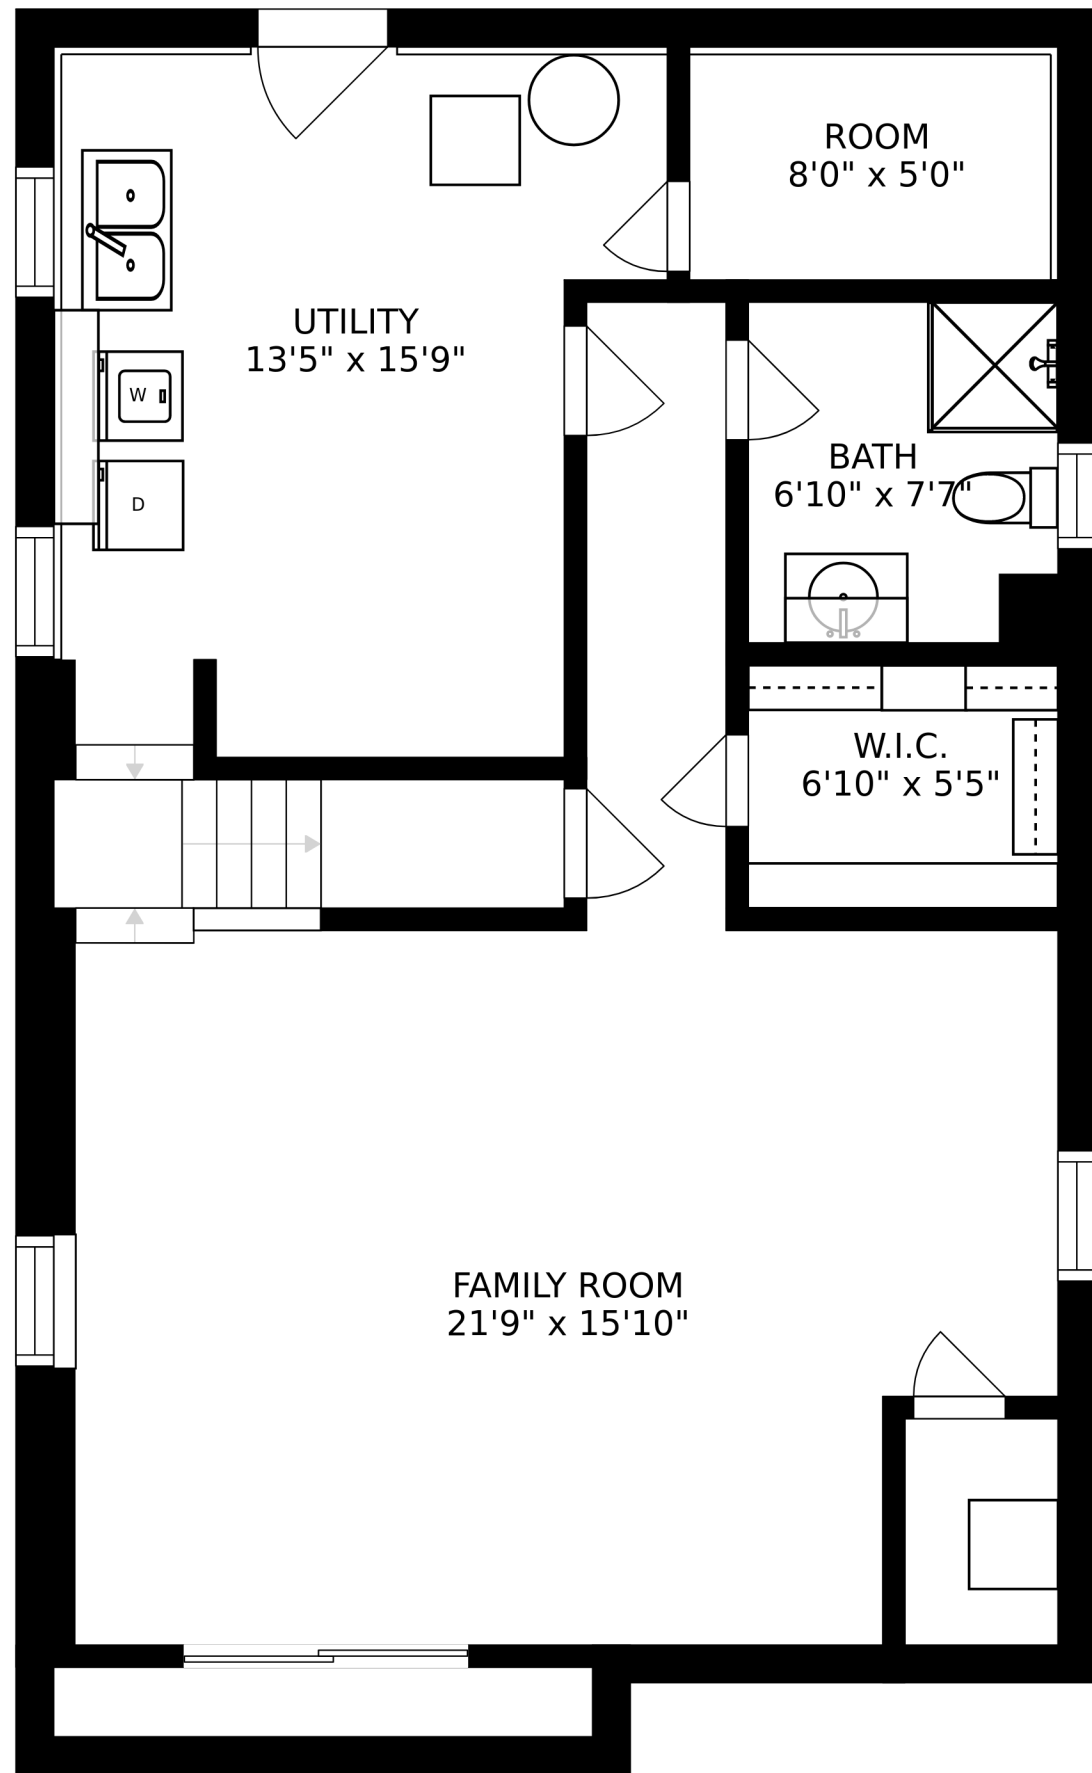 ROOM
8'0" x 5'0"
UTILITY
13'5" x 15'9"
W
D
BATH
6'10" x 7'7"
W.I.C.
6'10" x 5'5"
FAMILY ROOM
21'9" x 15'10"